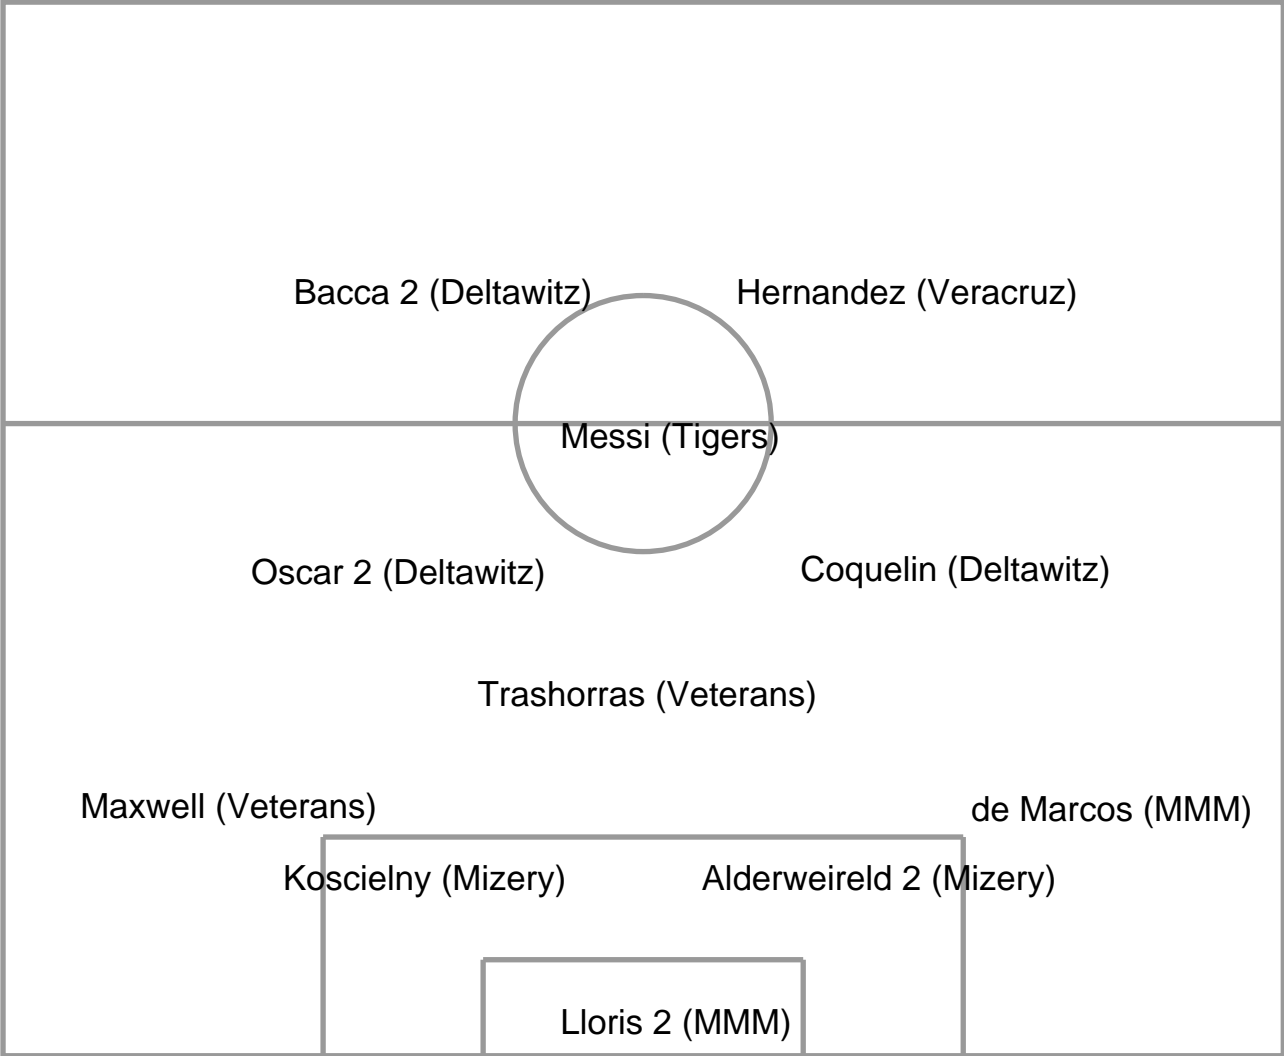 Bacca 2 (Deltawitz)
Hernandez (Veracruz)
Messi (Tigers)
Oscar 2 (Deltawitz)
Coquelin (Deltawitz)
Trashorras (Veterans)
Maxwell (Veterans)
de Marcos (MMM)
Koscielny (Mizery)
Alderweireld 2 (Mizery)
Lloris 2 (MMM)